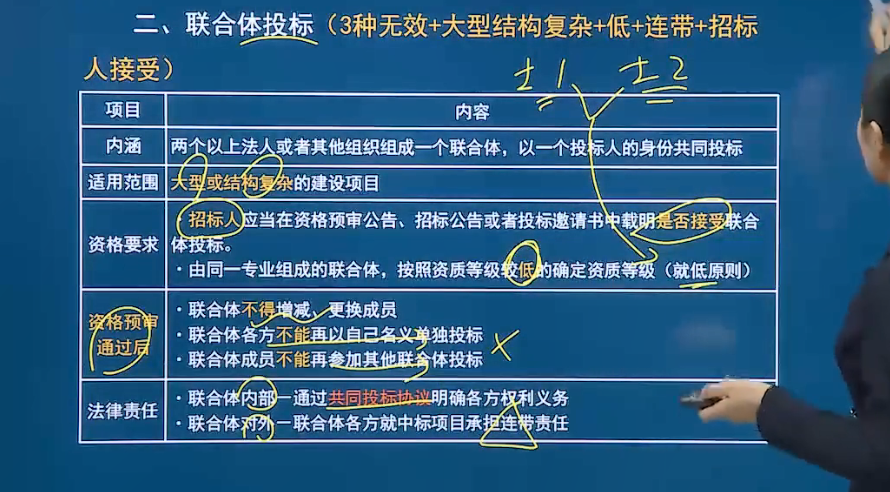 二、联合体投标（3种无效+大型结构复杂+低+连带+招标
人接受）
土1 土2
项目 内容
内涵 两个以上法人或者其他组织组成一个联合体，以一个投标人的身份共同投标
适用范围 大型或结构复杂的建设项目
资格要求
·招标人应当在资格预审公告、招标公告或者投标邀请书中载明是否接受联合
体投标。
·由同一专业组成的联合体，按照资质等级较低的确定资质等级（就低原则）
资格预审
通过后
·联合体不得增减、更换成员
·联合体各方不能再以自己名义单独投标
·联合体成员不能再参加其他联合体投标
法律责任
·联合体内部—通过共同投标协议明确各方权利义务
·联合体对外—联合体各方就中标项目承担连带责任